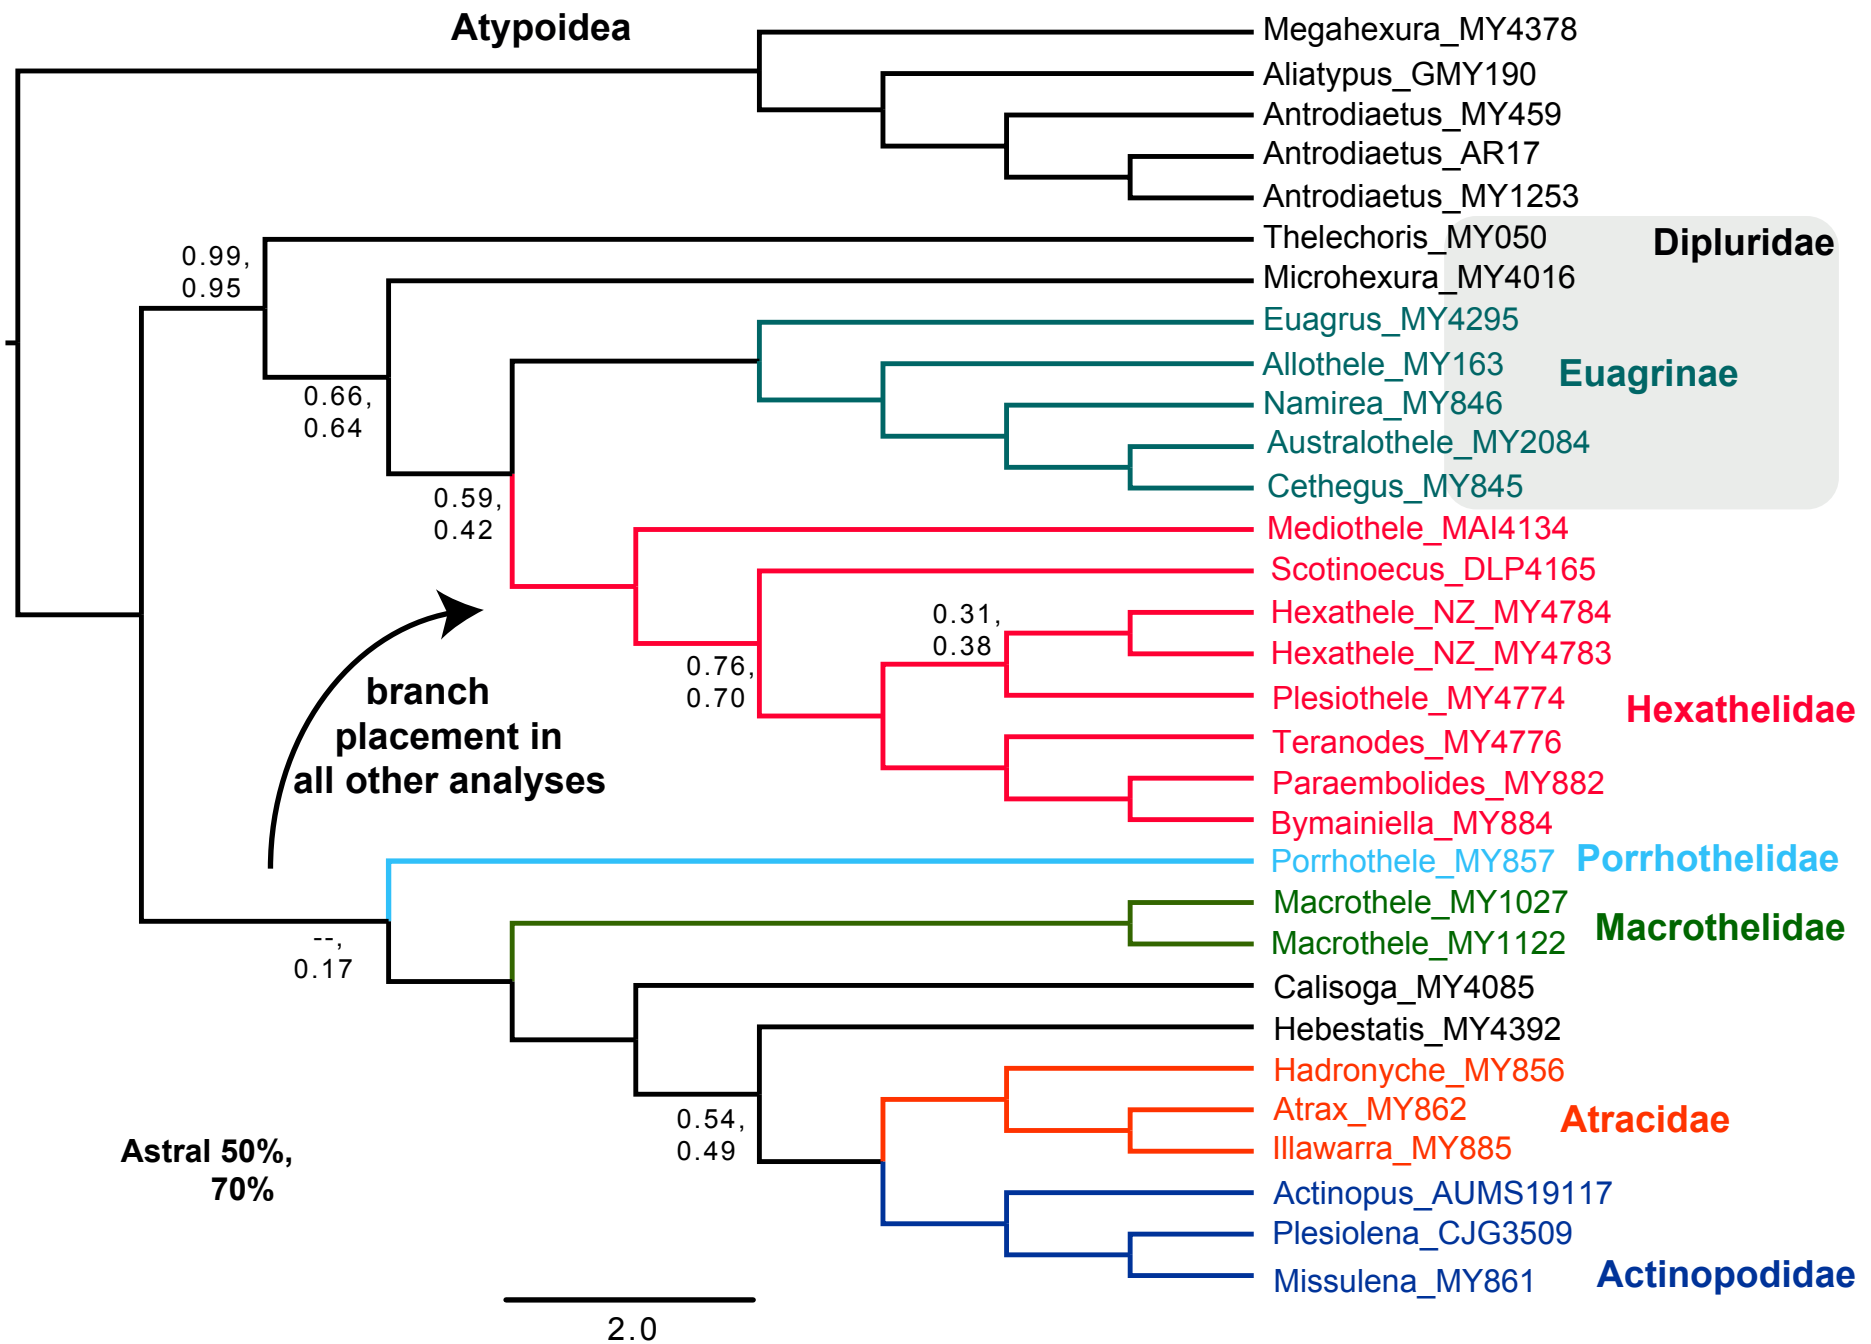 Atypoidea
Megahexura_MY4378
Aliatypus_GMY190
Antrodiaetus_MY459
Antrodiaetus_AR17
Antrodiaetus_MY1253
Thelechoris_MY050
Dipluridae
0.99,
0.95
Microhexura_MY4016
Euagrus_MY4295
Allothele_MY163
Euagrinae
0.66,
0.64
Namirea_MY846
Australothele_MY2084
Cethegus_MY845
0.59,
0.42
Mediothele_MAI4134
Scotinoecus_DLP4165
Hexathele_NZ_MY4784
0.31,
0.38
Hexathele_NZ_MY4783
0.76,
0.70
Plesiothele_MY4774
Hexathelidae
branch
placement in
all other analyses
Teranodes_MY4776
Paraembolides_MY882
Bymainiella_MY884
Porrhothele_MY857
Porrhothelidae
Macrothele_MY1027
Macrothelidae
Macrothele_MY1122
--,
0.17
Calisoga_MY4085
Hebestatis_MY4392
Hadronyche_MY856
Atrax_MY862
Atracidae
0.54,
0.49
Illawarra_MY885
Astral 50%,
70%
Actinopus_AUMS19117
Plesiolena_CJG3509
Missulena_MY861
Actinopodidae
2.0